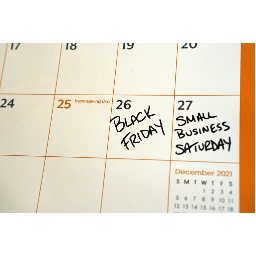 17 18 19 20
24 25 Thanksgiving Day 26 27
BLACK
FRIDAY
SMALL
BUSINESS
SATURDAY
December 2021
S M T W T F S
1 2 3 4
5 6 7 8 9 10 11
12 13 14 15 16 17 18